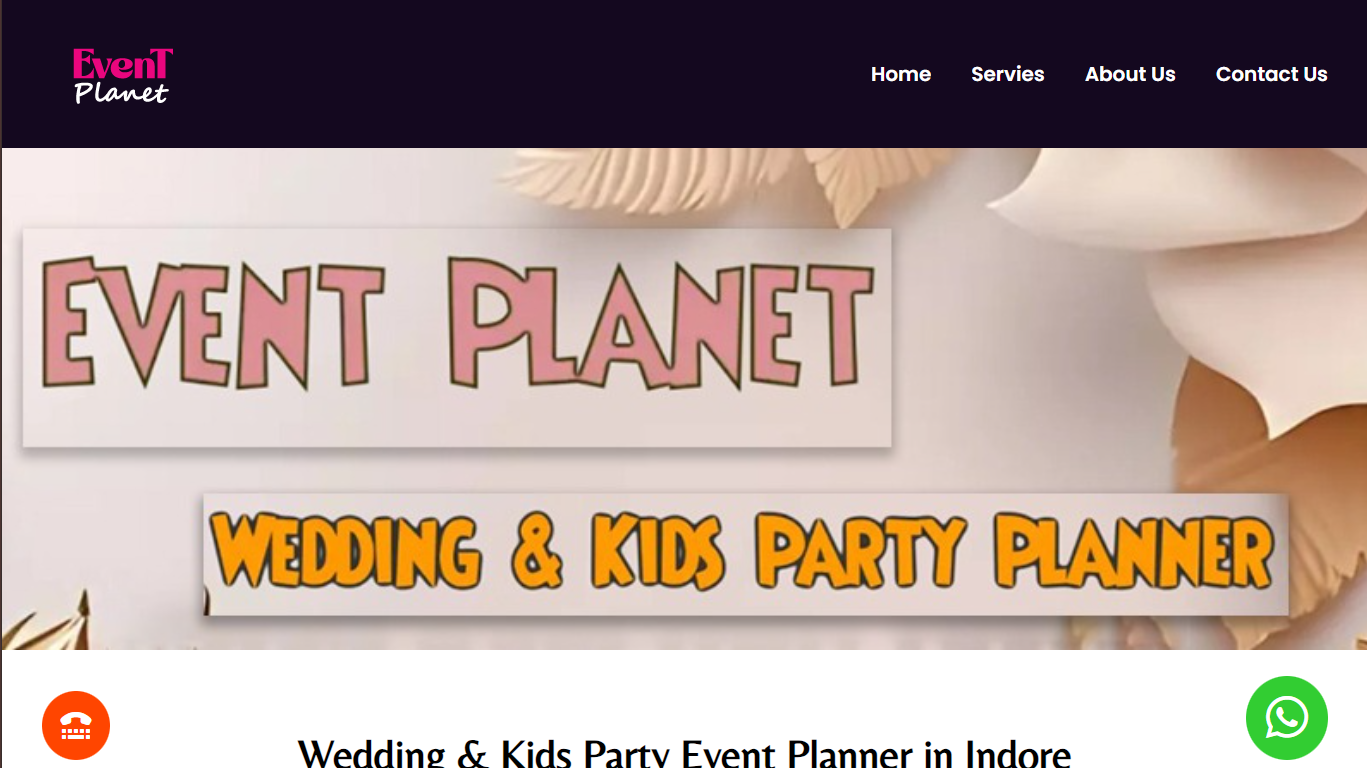 EvenT
Planet
Home Servies About Us Contact Us
EVENT PLANET
WEDDING & KIDS PARTY PLANNER
Wedding & Kids Party Event Planner in Indore